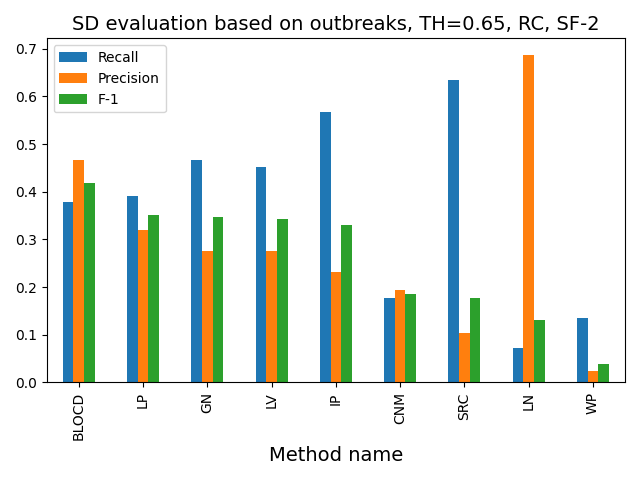 SD evaluation based on outbreaks, TH=0.65, RC, SF-2
Recall
Precision
F-1
0.7
0.6
0.5
0.4
0.3
0.2
0.1
0.0
BLOCD
LP
GN
LV
IP
CNM
SRC
LN
WP
Method name